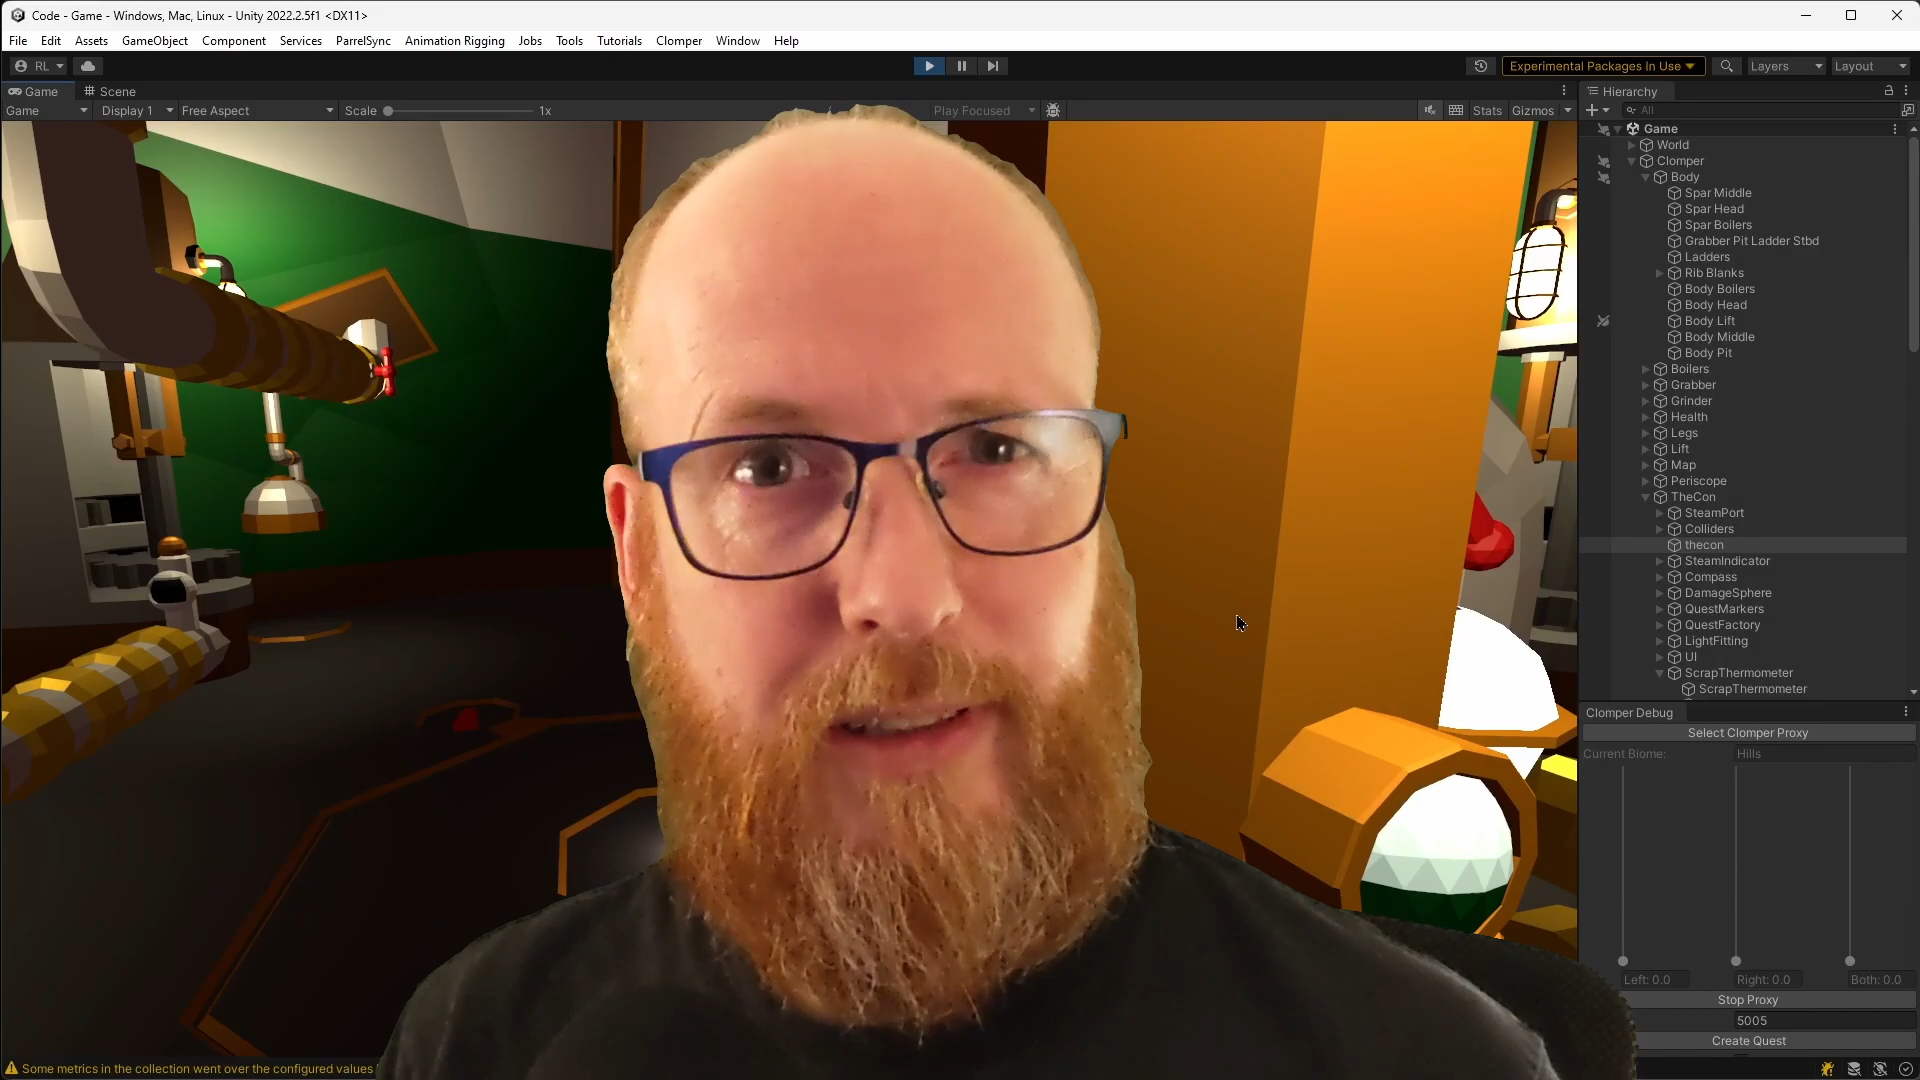 Code - Game - Windows, Mac, Linux - Unity 2022.2.5f1 <DX11>
File Edit Assets GameObject Component Services ParrelSync Animation Rigging Jobs Tools Tutorials Clomper Window Help
RL Experimental Packages In Use Layers Layout
Game Scene
Game Display 1 Free Aspect Scale 1x Play Focused Stats Gizmos
Hierarchy
All
Game
World
Clomper
Body
Spar Middle
Spar Head
Spar Boilers
Grabber Pit Ladder Stbd
Ladders
Rib Blanks
Body Boilers
Body Head
Body Lift
Body Middle
Body Pit
Boilers
Grabber
Grinder
Health
Legs
Lift
Map
Periscope
TheCon
SteamPort
Colliders
thecon
SteamIndicator
Compass
DamageSphere
QuestMarkers
QuestFactory
LightFitting
UI
ScrapThermometer
ScrapThermometer
Clomper Debug
Select Clomper Proxy
Current Biome: Hills
Left: 0.0 Right: 0.0 Both: 0.0
Stop Proxy
5005
Create Quest
Some metrics in the collection went over the configured values